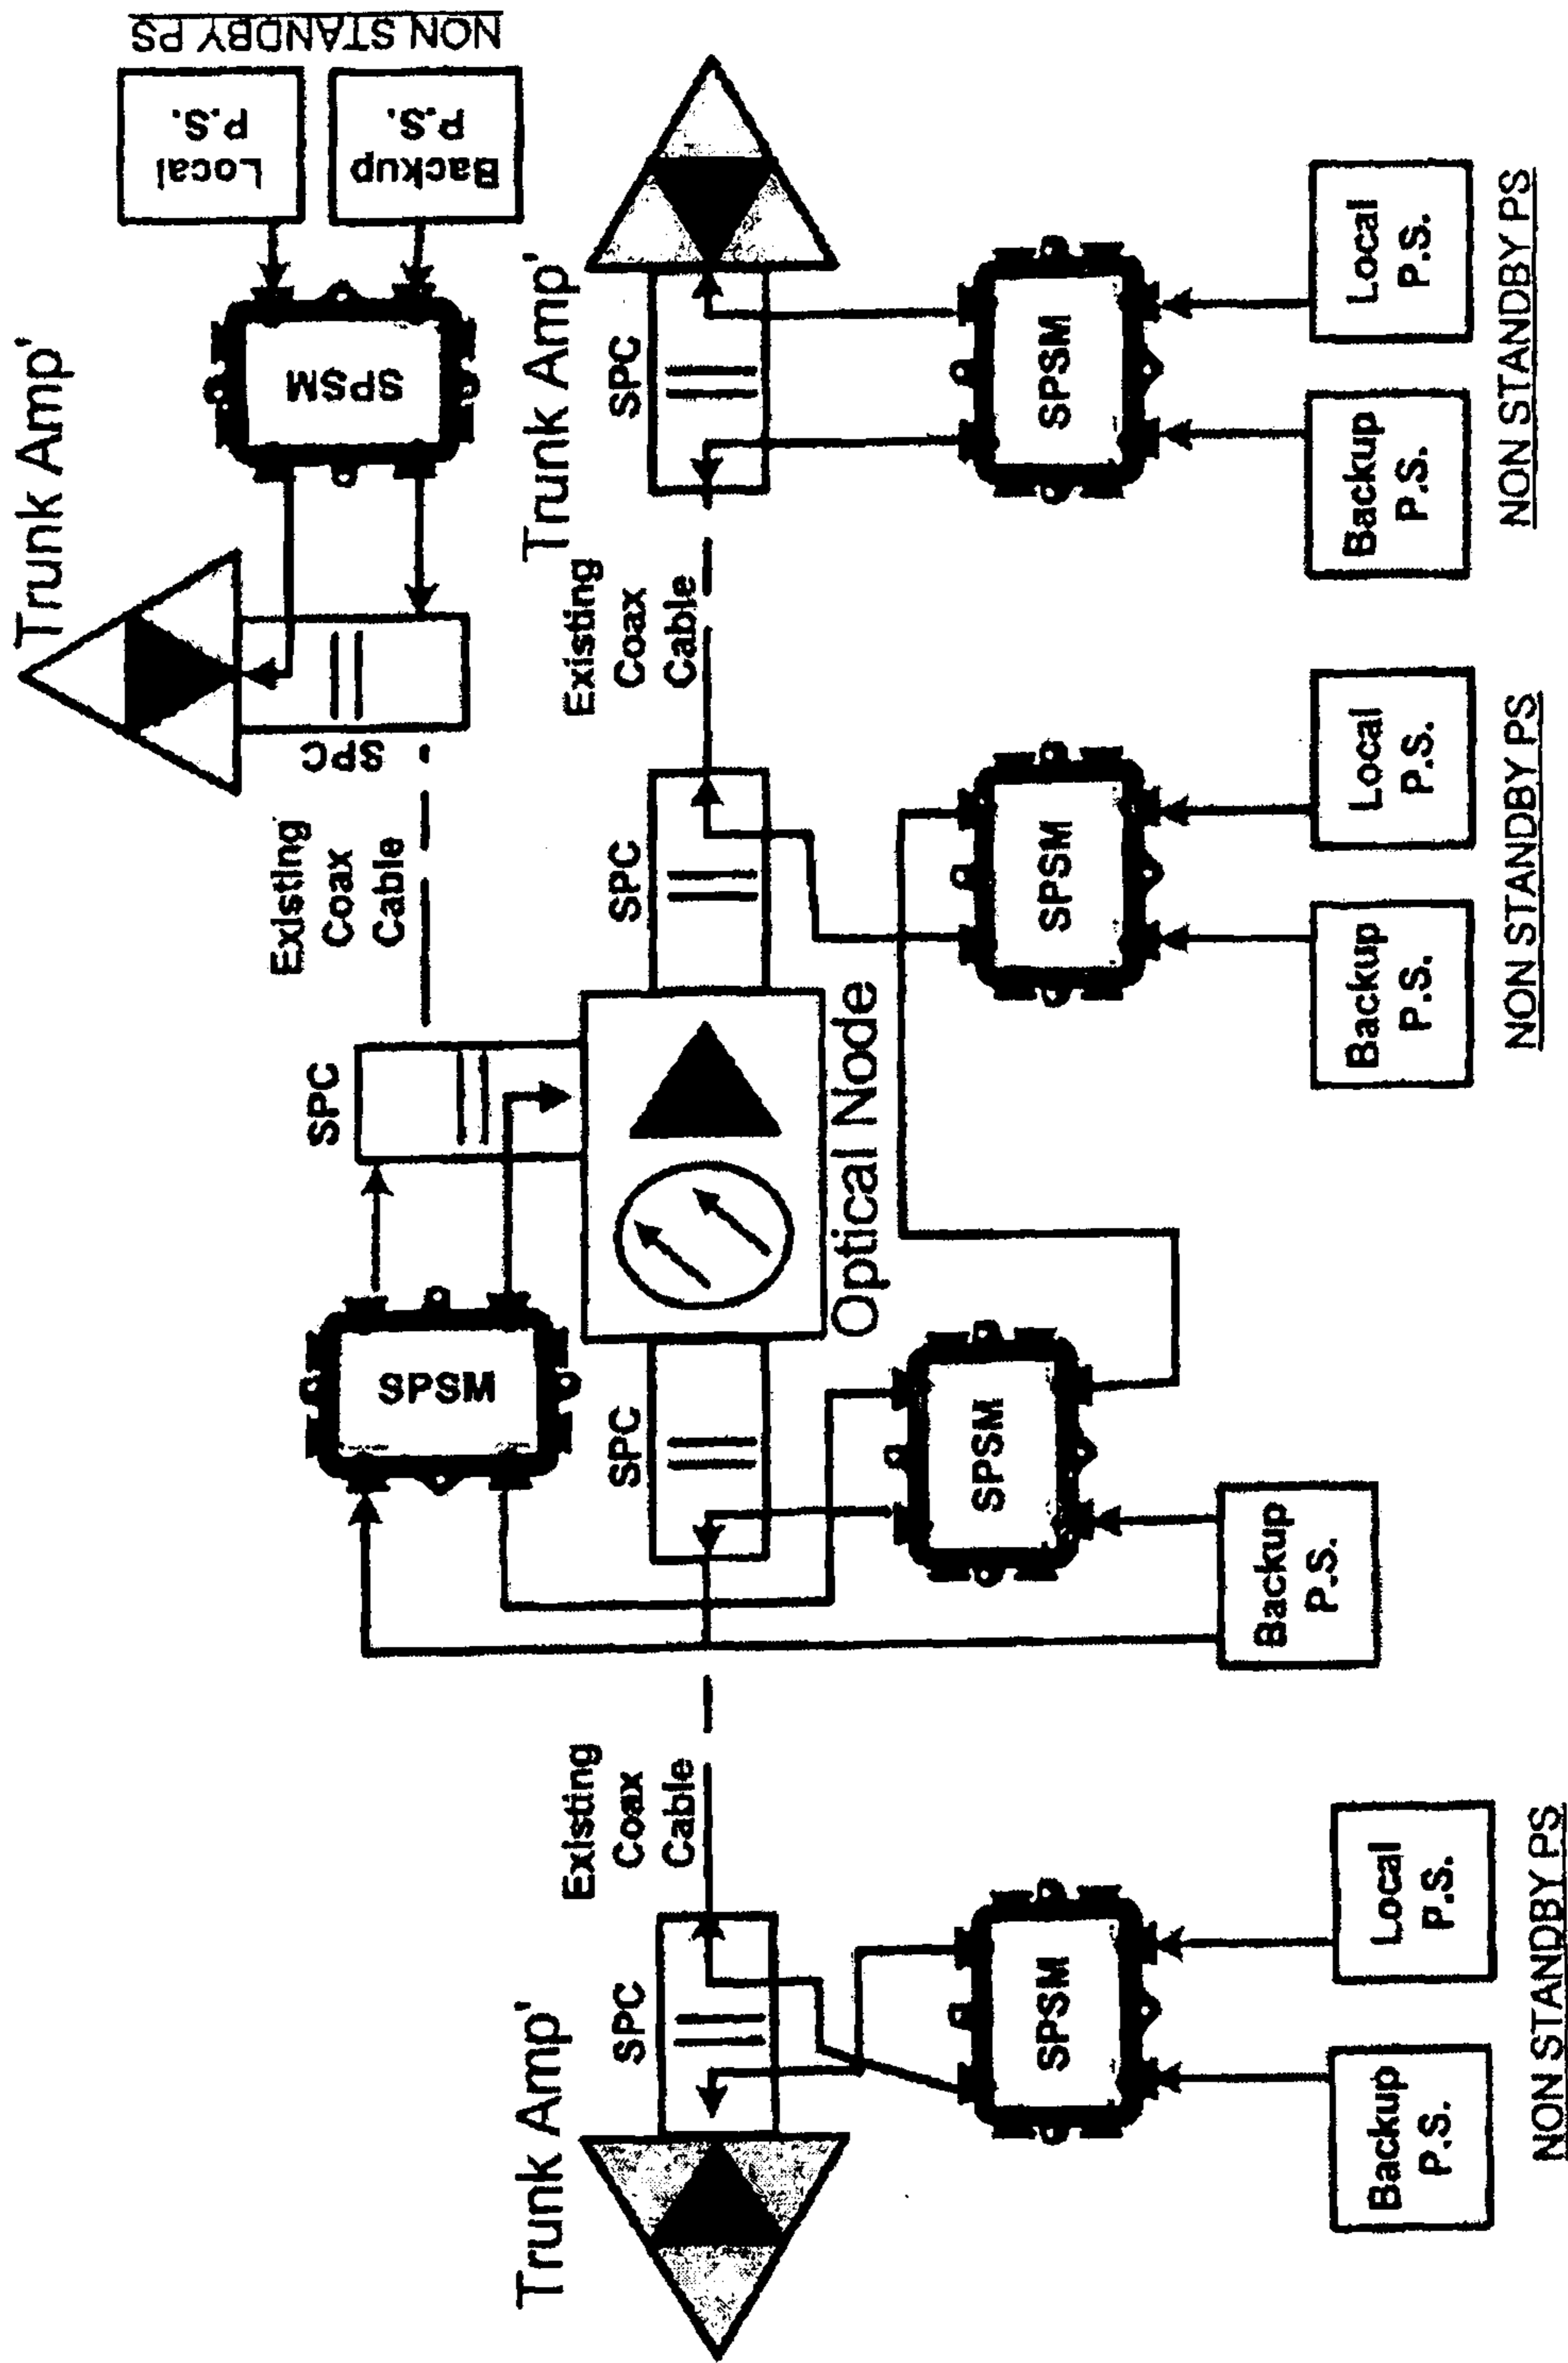 Trunk Amp'
SPC
SPSM
Backup
P.S.
Local
P.S.
NON STANDBY PS
Existing
Coax
Cable
SPSM
SPC
SPC
Optical Node
SPSM
Backup
P.S.
SPC
SPSM
Backup
P.S.
Local
P.S.
NON STANDBY PS
Existing
Coax
Cable
Existing
Coax
Cable
Trunk Amp'
SPC
SPSM
Local
P.S.
Backup
P.S.
NON STANDBY PS
Trunk Amp'
SPC
SPSM
Backup
P.S.
Local
P.S.
NON STANDBY PS